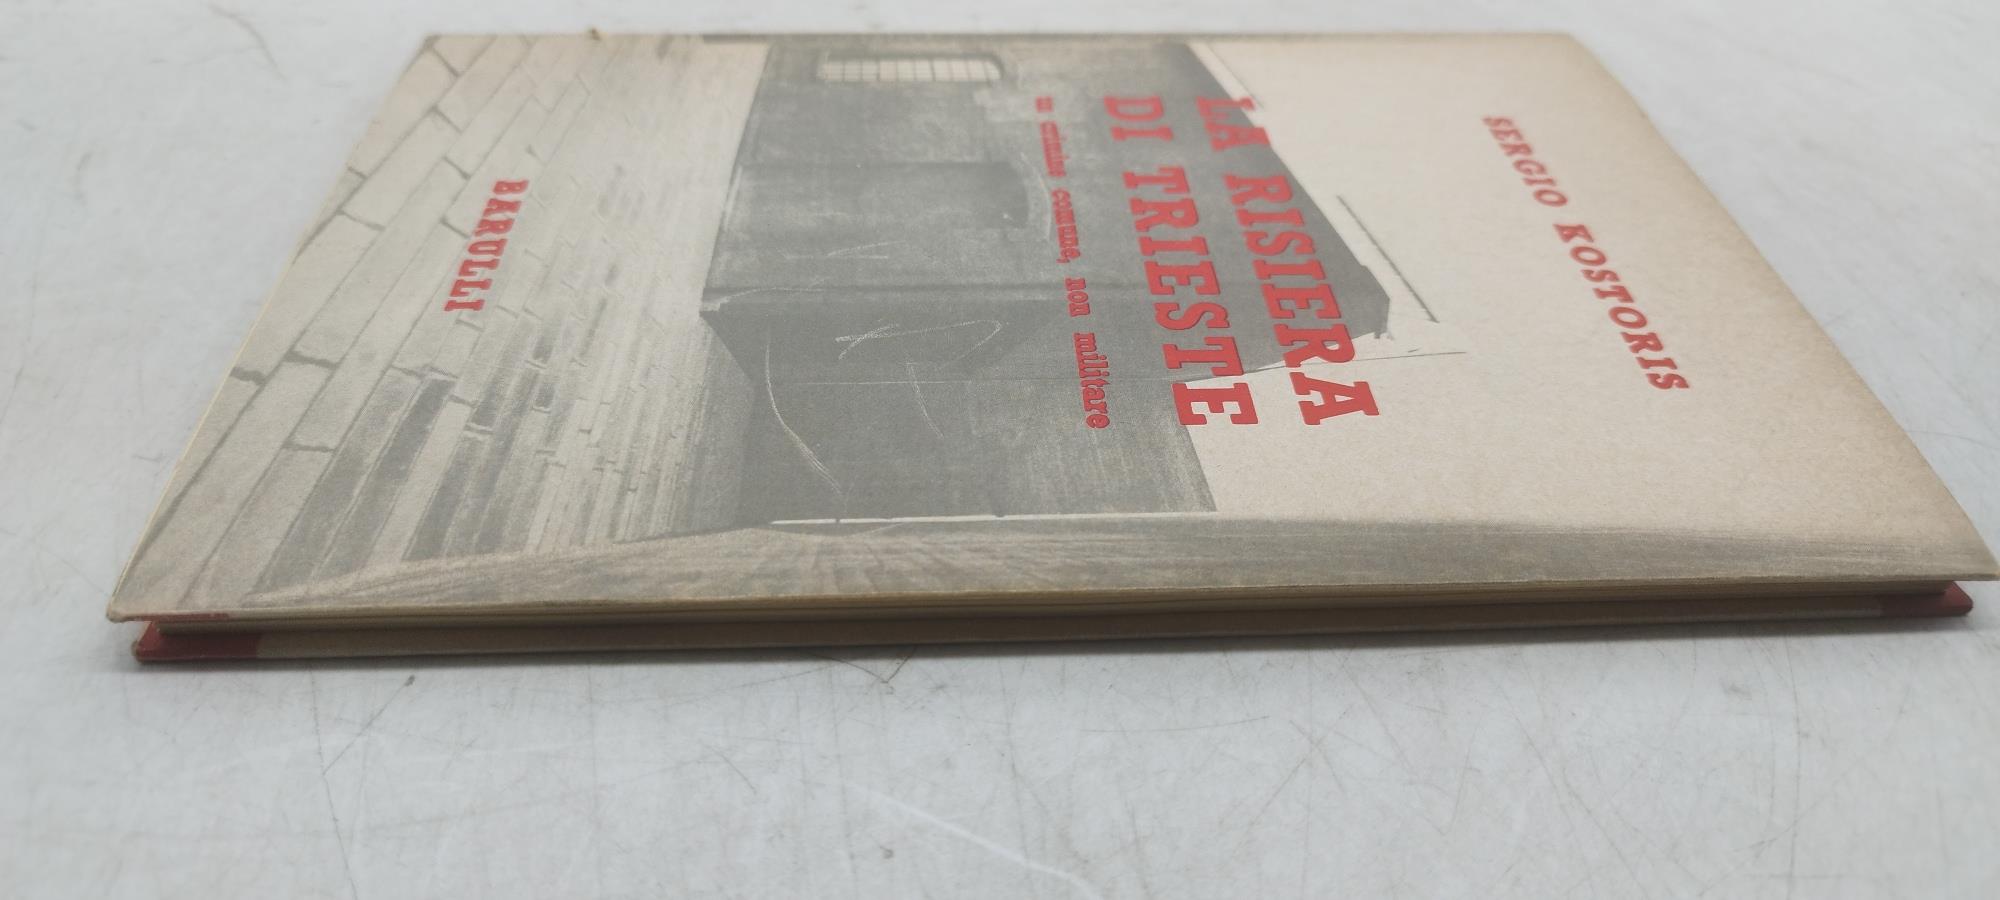 SERGIO KOSTORIS
LA RISIERA
DI TRIESTE
un crimine comune, non militare
BARULLI